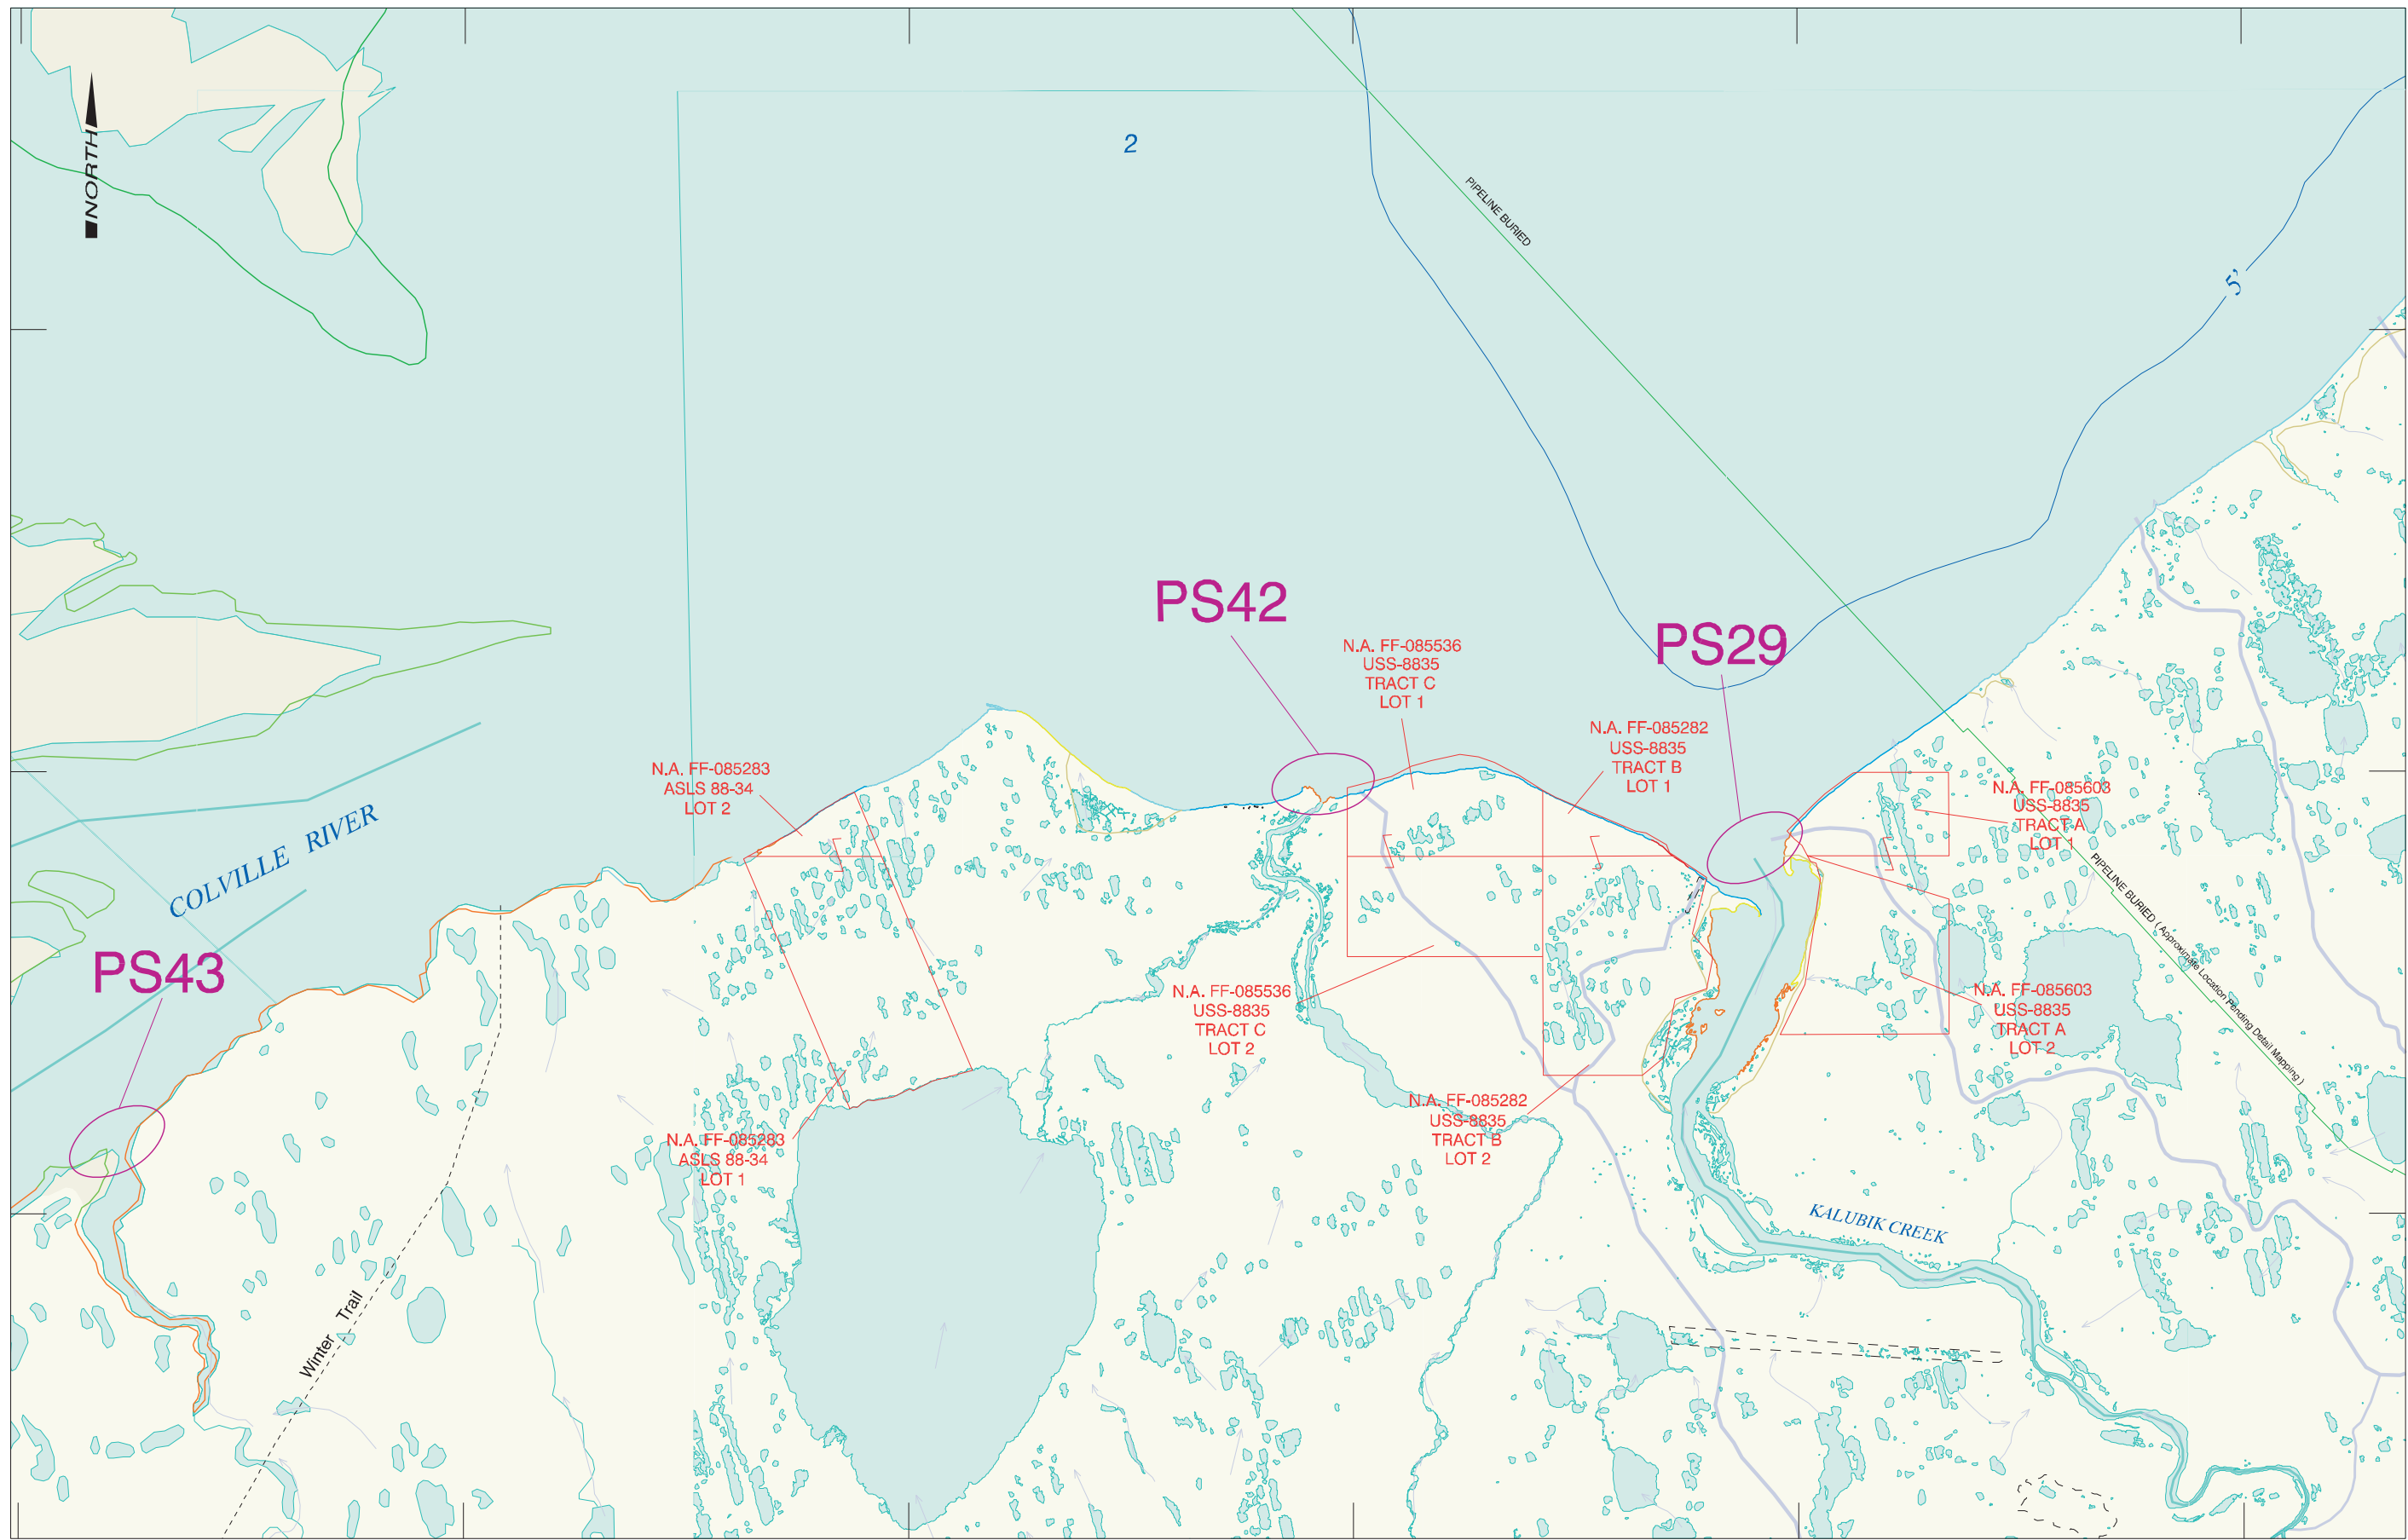 NORTH
2
PIPELINE BURIED
5'
PS42
N.A. FF-085536
USS-8835
TRACT C
LOT 1
PS29
N.A. FF-085282
USS-8835
TRACT B
LOT 1
N.A. FF-085283
ASLS 88-34
LOT 2
N.A. FF-085603
USS-8835
TRACT A
LOT 1
COLVILLE RIVER
PIPELINE BURIED ( Approximate Location Pending Detail Mapping )
PS43
N.A. FF-085536
USS-8835
TRACT C
LOT 2
N.A. FF-085603
USS-8835
TRACT A
LOT 2
N.A. FF-085282
USS-8835
TRACT B
LOT 2
N.A. FF-085283
ASLS 88-34
LOT 1
KALUBIK CREEK
Winter Trail